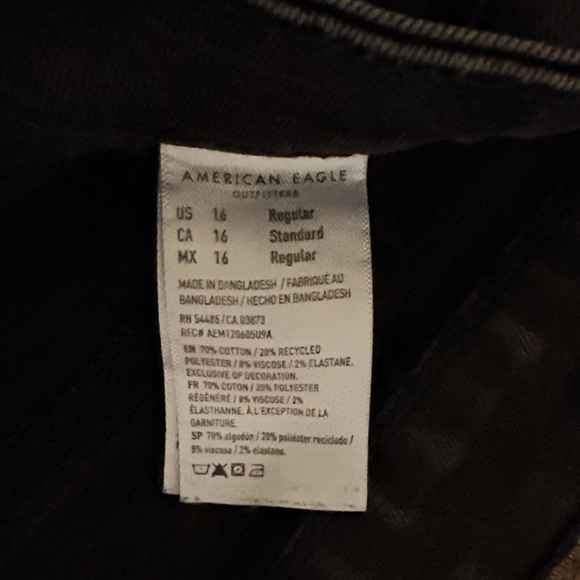 AMERICAN EAGLE
OUTFITTERS
US 16 Regular
CA 16 Standard
MX 16 Regular
MADE IN BANGLADESH / FABRIQUÉ AU
BANGLADESH / HECHO EN BANGLADESH
RN 54485 / CA 03873
REC# AEM120605U9A
EN 70% COTTON / 20% RECYCLED
POLYESTER / 8% VISCOSE / 2% ELASTANE.
EXCLUSIVE OF DECORATION.
FR 70% COTON / 20% POLYESTER
RÉGÉNÉRÉ / 8% VISCOSE / 2%
ÉLASTHANNE. À L'EXCEPTION DE LA
GARNITURE.
SP 70% algodón / 20% poliéster reciclado /
8% viscosa / 2% elastano.